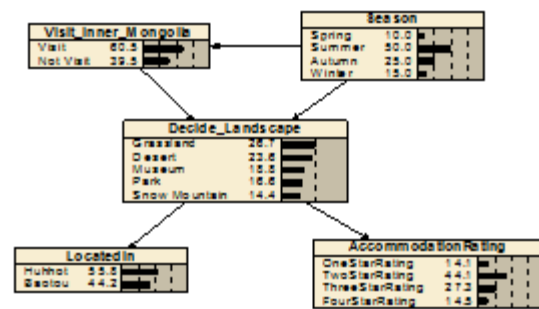 Visit_Inner_Mongolia
Visit 60.5
Not Visit 39.5
Season
Spring 10.0
Summer 50.0
Autumn 25.0
Winter 15.0
Decide_Landscape
Grassland 26.7
Desert 23.6
Museum 18.8
Park 16.6
Snow Mountain 14.4
LocatedIn
Huhhot 55.8
Baotou 44.2
AccommodationRating
OneStarRating 14.1
TwoStarRating 44.1
ThreeStarRating 27.3
FourStarRating 14.5